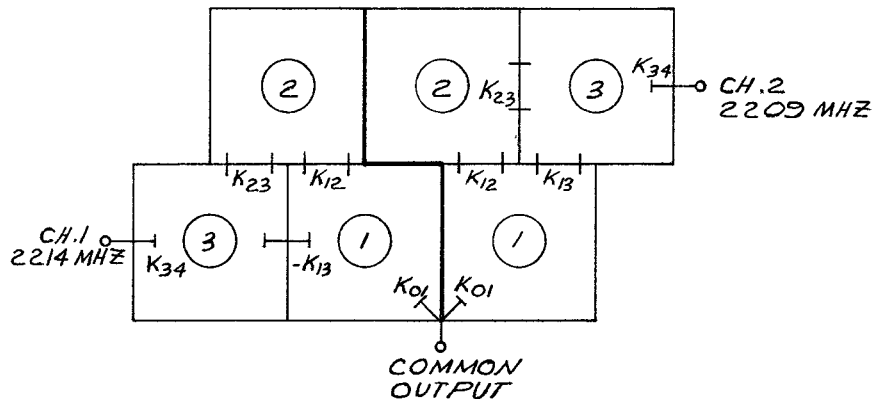 2
2
K23
3
K34
CH.2
2209 MHZ
K23
K12
K12
K13
CH.1
2214 MHZ
K34
3
-K13
1
1
K01
K01
COMMON
OUTPUT